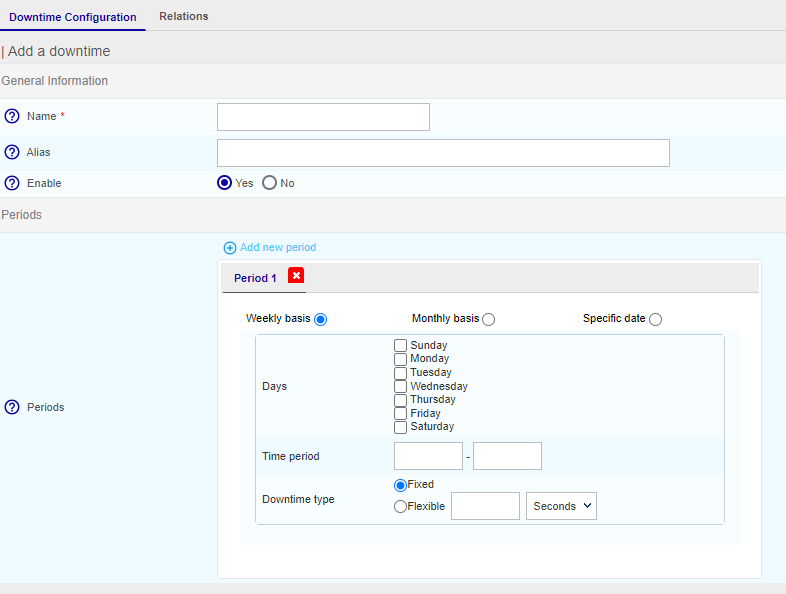 Downtime Configuration Relations
| Add a downtime
General Information
Name *
Alias
Enable Yes No
Periods
Add new period
Period 1
Weekly basis Monthly basis Specific date
Sunday
Monday
Tuesday
Days Wednesday
Thursday
Periods Friday
Saturday
Time period -
Fixed
Downtime type
Flexible Seconds